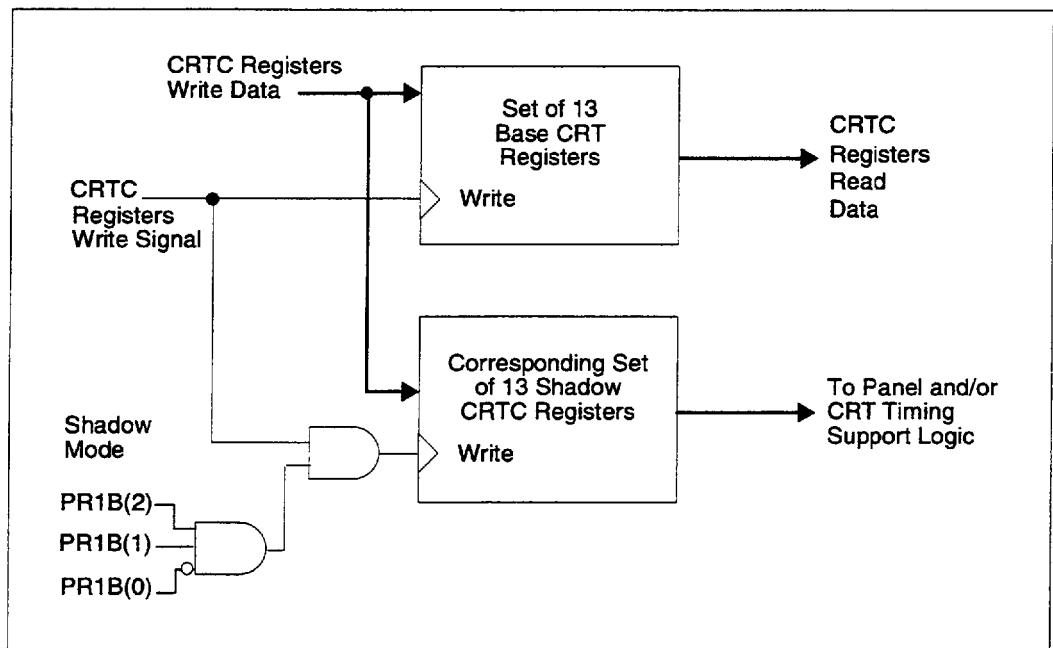 CRTC Registers
Write Data
Set of 13
Base CRT
Registers
Write
CRTC
Registers
Read
Data
CRTC
Registers
Write Signal
Corresponding Set
of 13 Shadow
CRTC Registers
Write
To Panel and/or
CRT Timing
Support Logic
Shadow
Mode
PR1B(2)
PR1B(1)
PR1B(0)